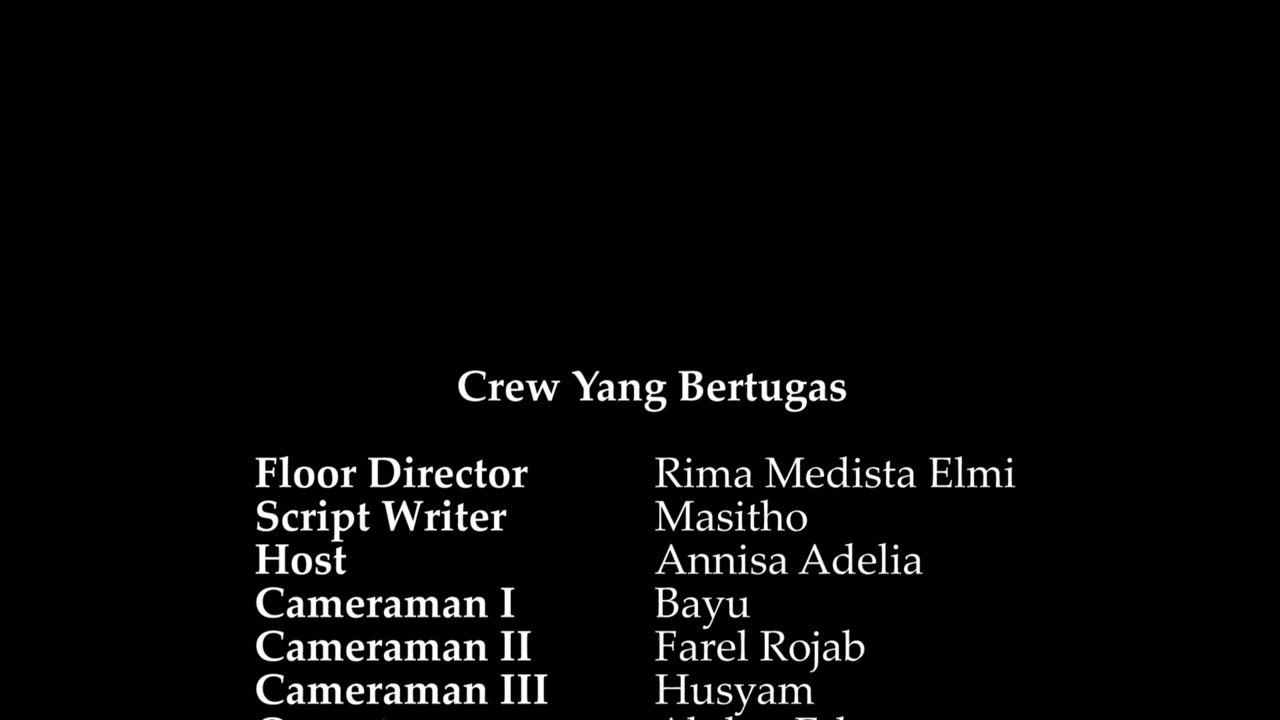 Crew Yang Bertugas
Floor Director Rima Medista Elmi
Script Writer Masitho
Host Annisa Adelia
Cameraman I Bayu
Cameraman II Farel Rojab
Cameraman III Husyam